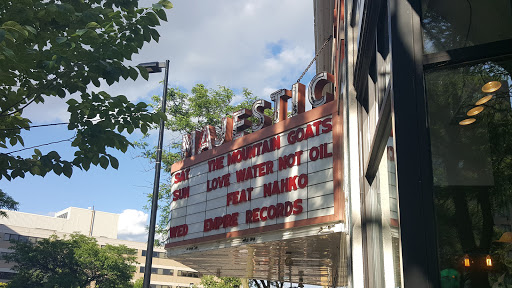 MAJESTIC
SAT THE MOUNTAIN GOATS
SUN LOVE WATER NOT OIL
FEAT NAHKO
WED EMPIRE RECORDS